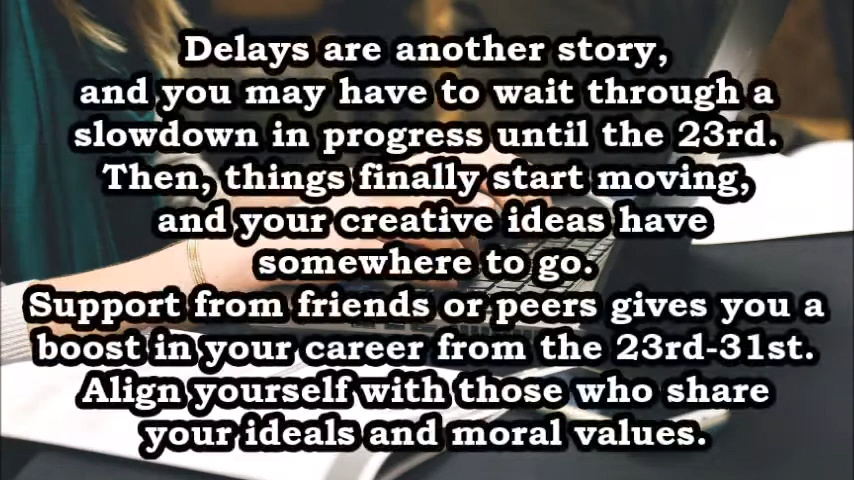 Delays are another story,
and you may have to wait through a
slowdown in progress until the 23rd.
Then, things finally start moving,
and your creative ideas have
somewhere to go.
Support from friends or peers gives you a
boost in your career from the 23rd-31st.
Align yourself with those who share
your ideals and moral values.